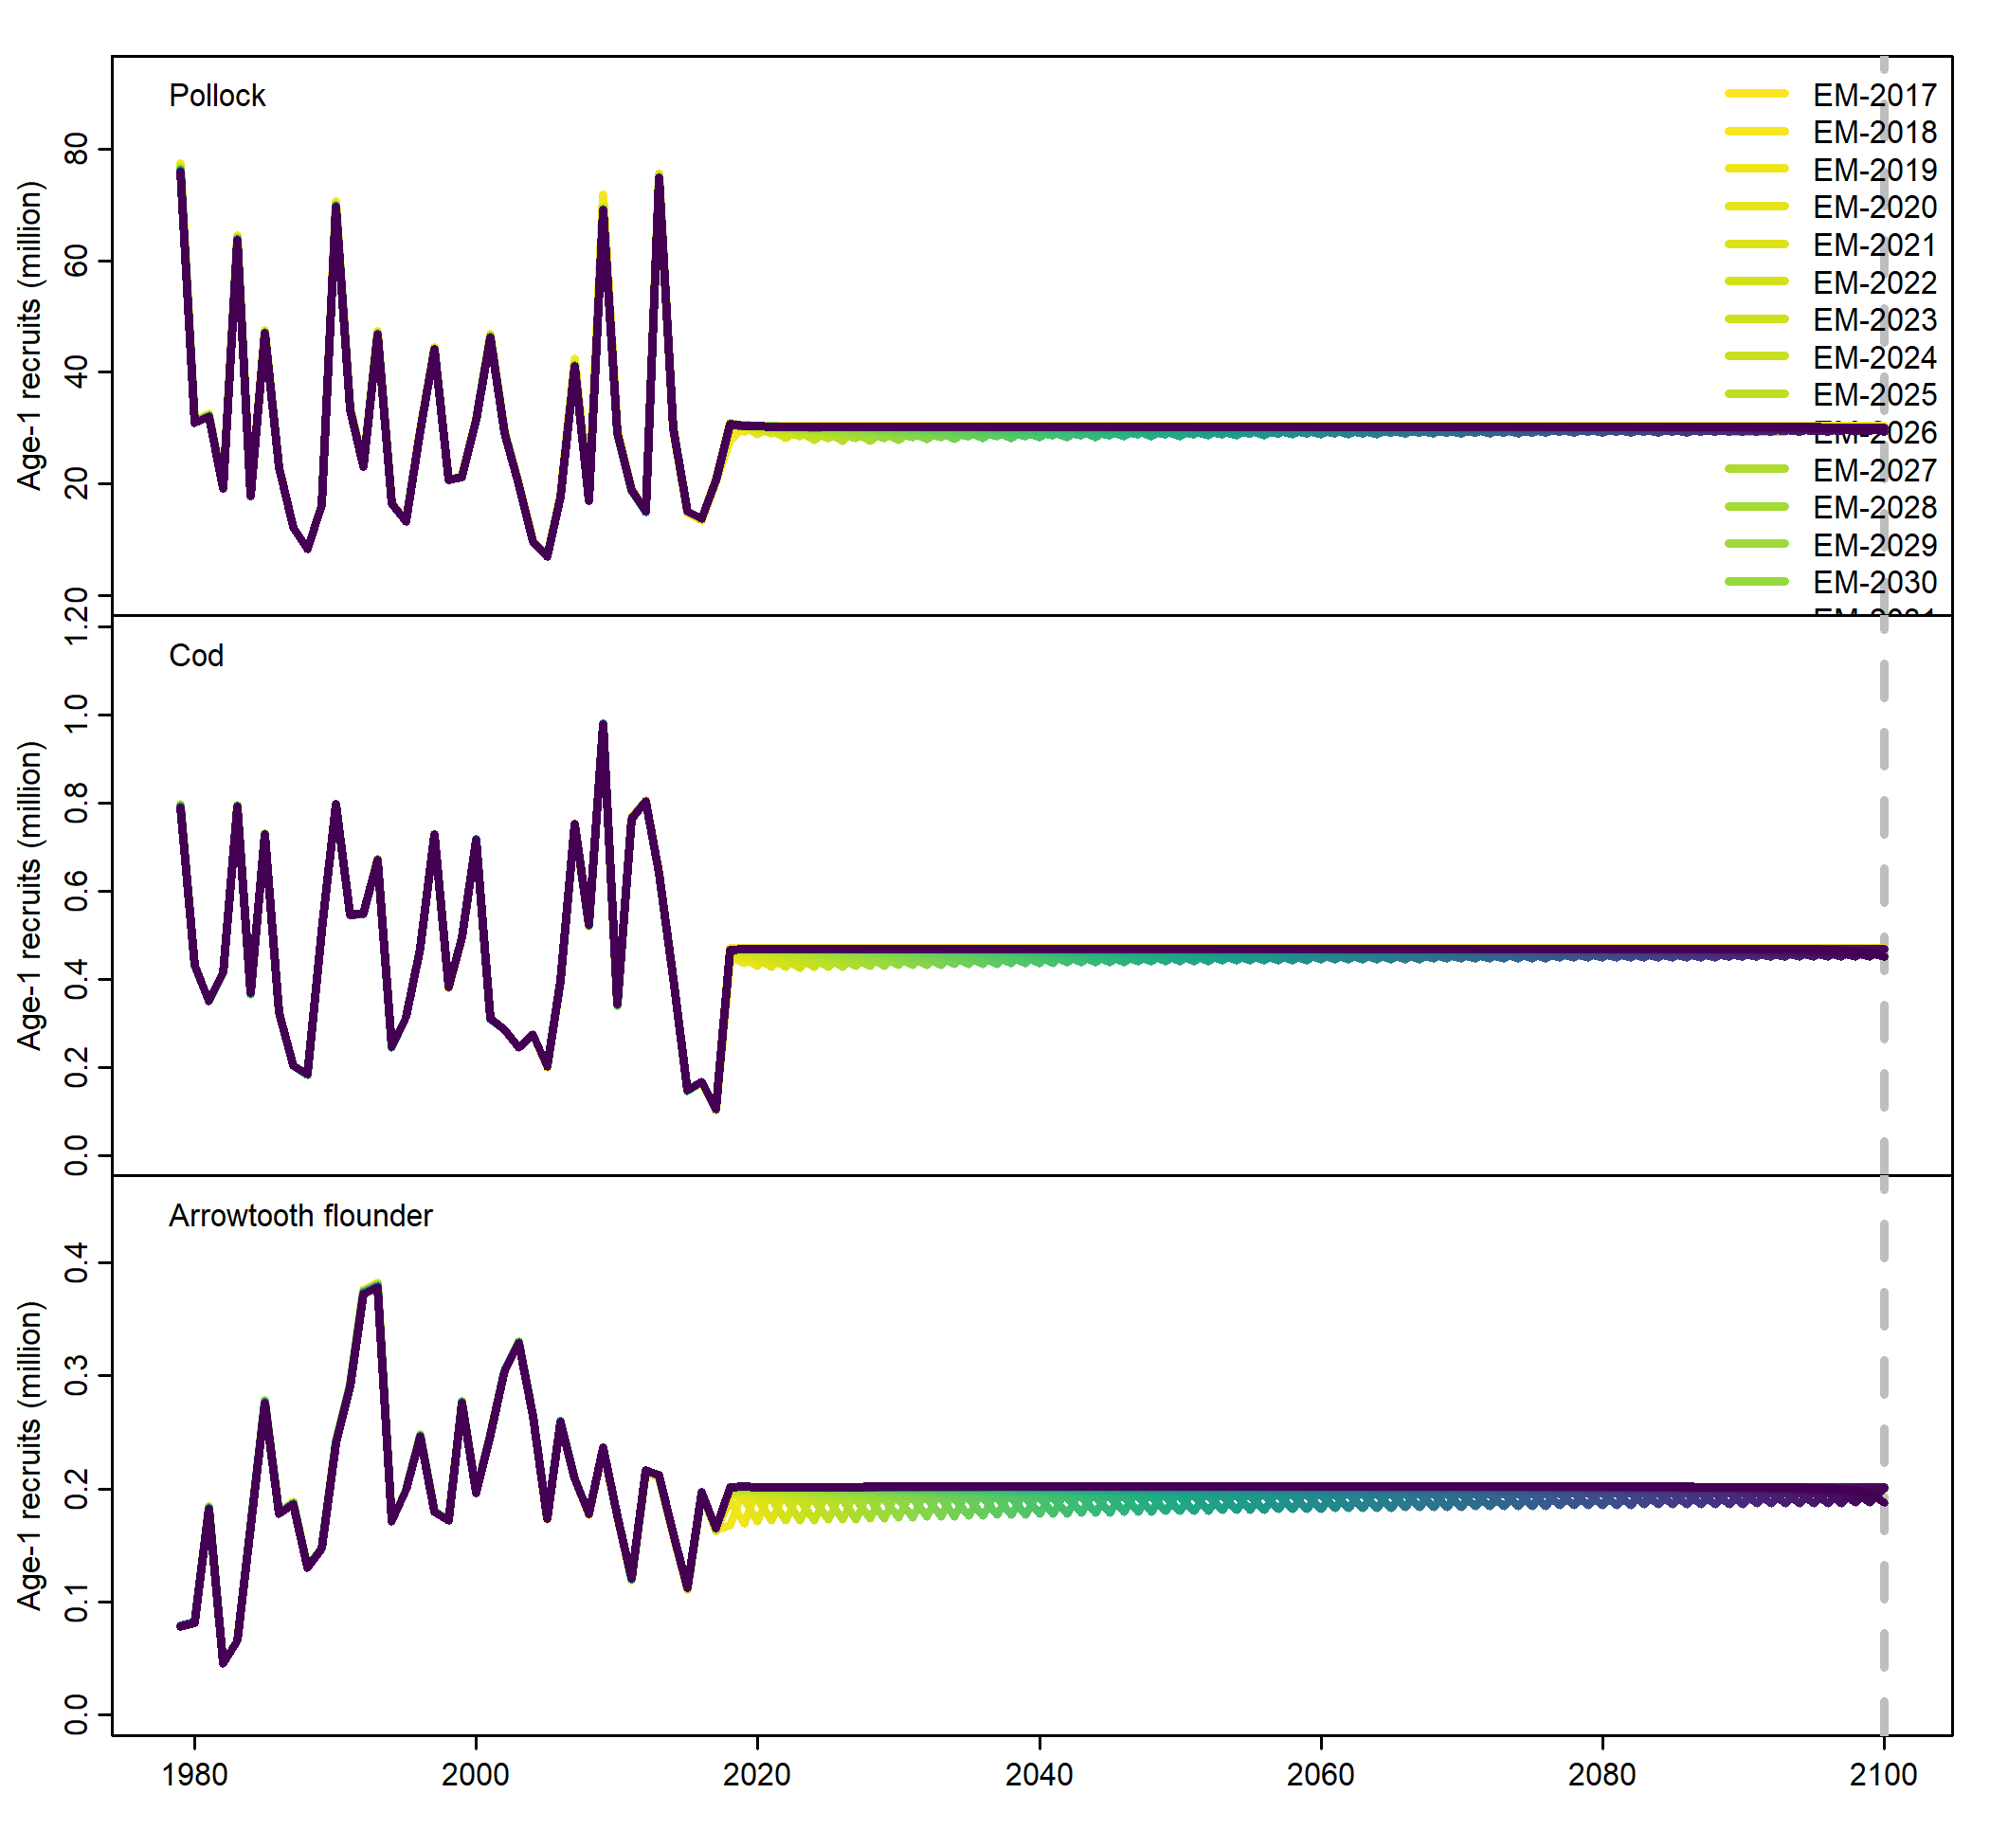 Pollock
EM-2017
EM-2018
EM-2019
EM-2020
EM-2021
EM-2022
EM-2023
EM-2024
EM-2025
EM-2026
EM-2027
EM-2028
EM-2029
EM-2030
EM-2031
Age-1 recruits (million)
80
60
40
20
0
Cod
Age-1 recruits (million)
1.2
1.0
0.8
0.6
0.4
0.2
0.0
Arrowtooth flounder
Age-1 recruits (million)
0.4
0.3
0.2
0.1
0.0
1980 2000 2020 2040 2060 2080 2100